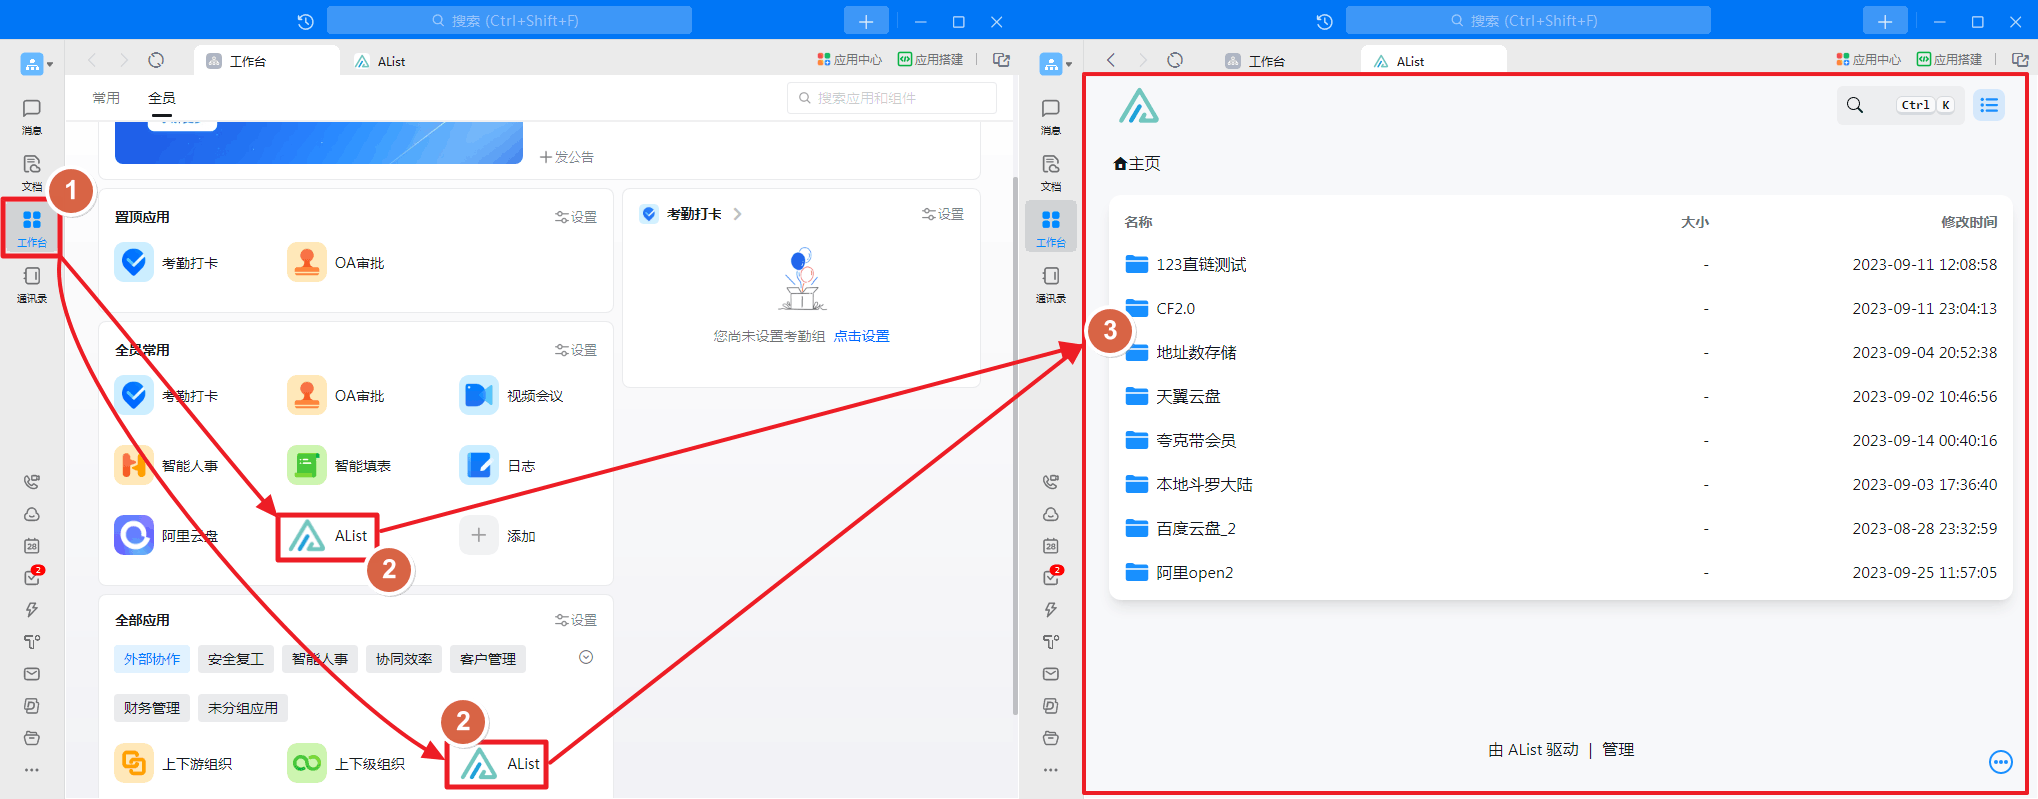 搜索 (Ctrl+Shift+F)
工作台
AList
应用中心
应用搭建
消息
文档
工作台
通讯录
28
2
常用
全员
搜索应用和组件
发公告
1
置顶应用
设置
考勤打卡
OA审批
考勤打卡
设置
您尚未设置考勤组 点击设置
全员常用
设置
考勤打卡
OA审批
视频会议
智能人事
智能填表
日志
阿里云盘
AList
添加
2
全部应用
设置
外部协作
安全复工
智能人事
协同效率
客户管理
财务管理
未分组应用
2
上下游组织
上下级组织
AList
搜索 (Ctrl+Shift+F)
工作台
AList
应用中心
应用搭建
消息
文档
工作台
通讯录
28
2
Ctrl K
主页
3
名称 大小 修改时间
123直链测试 - 2023-09-11 12:08:58
CF2.0 - 2023-09-11 23:04:13
地址数存储 - 2023-09-04 20:52:38
天翼云盘 - 2023-09-02 10:46:56
夸克带会员 - 2023-09-14 00:40:16
本地斗罗大陆 - 2023-09-03 17:36:40
百度云盘_2 - 2023-08-28 23:32:59
阿里open2 - 2023-09-25 11:57:05
由 AList 驱动 | 管理